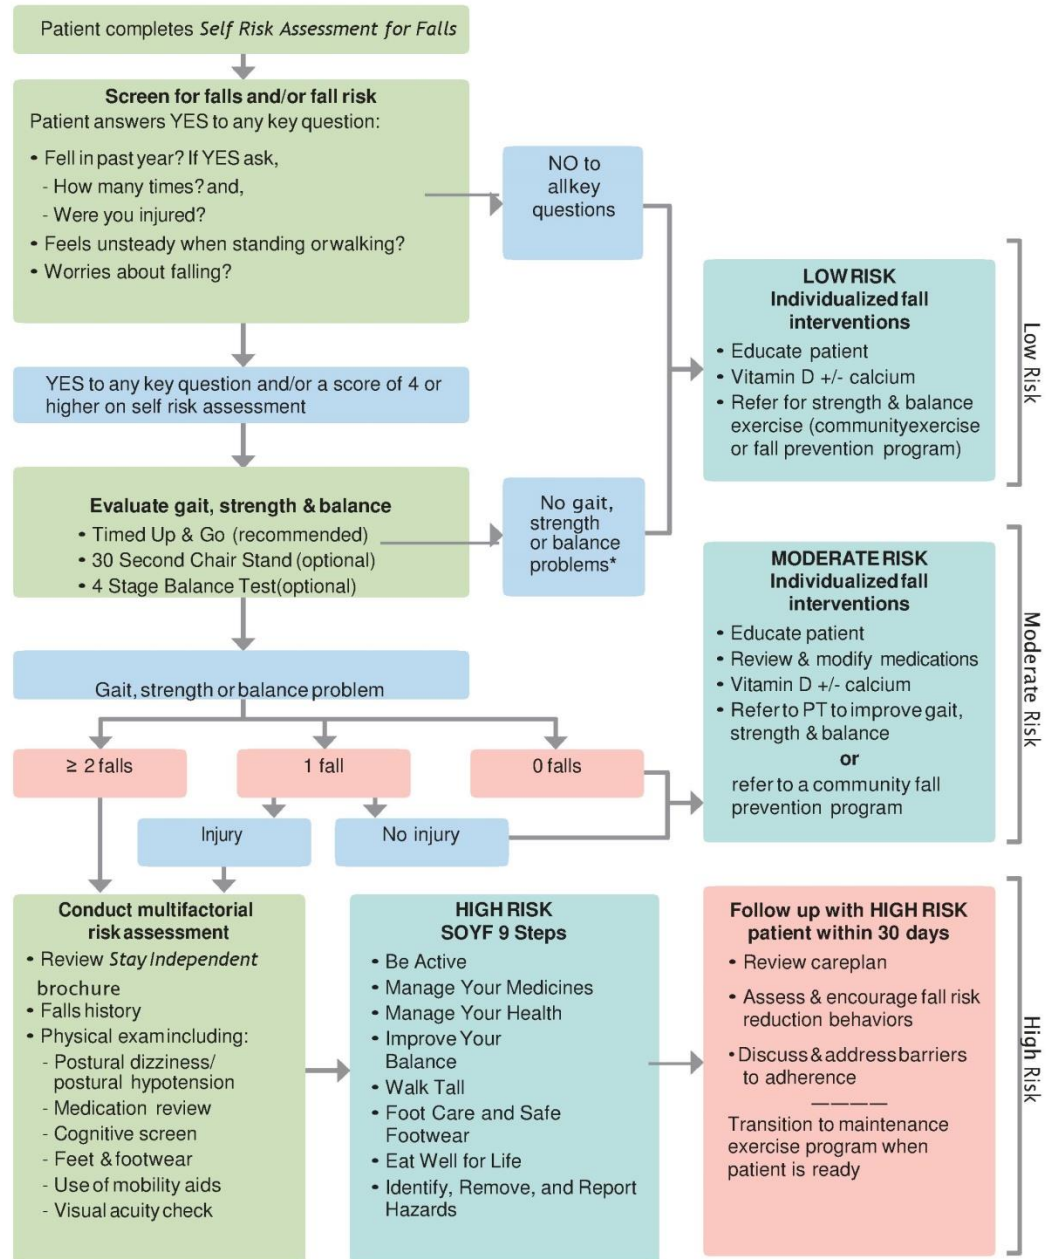 Patient completes Self Risk Assessment for Falls
Screen for falls and/or fall risk
Patient answers YES to any key question:
• Fell in past year? If YES ask,
- How many times? and,
- Were you injured?
• Feels unsteady when standing or walking?
• Worries about falling?
NO to
all key
questions
YES to any key question and/or a score of 4 or
higher on self risk assessment
Evaluate gait, strength & balance
• Timed Up & Go (recommended)
• 30 Second Chair Stand (optional)
• 4 Stage Balance Test (optional)
No gait,
strength
or balance
problems*
LOW RISK
Individualized fall
interventions
• Educate patient
• Vitamin D +/- calcium
• Refer for strength & balance
exercise (community exercise
or fall prevention program)
Low Risk
Gait, strength or balance problem
≥ 2 falls
1 fall
0 falls
Injury
No injury
MODERATE RISK
Individualized fall
interventions
• Educate patient
• Review & modify medications
• Vitamin D +/- calcium
• Refer to PT to improve gait,
strength & balance
or
refer to a community fall
prevention program
Moderate Risk
Conduct multifactorial
risk assessment
• Review Stay Independent
brochure
• Falls history
• Physical exam including:
- Postural dizziness/
postural hypotension
- Medication review
- Cognitive screen
- Feet & footwear
- Use of mobility aids
- Visual acuity check
HIGH RISK
SOYF 9 Steps
• Be Active
• Manage Your Medicines
• Manage Your Health
• Improve Your
Balance
• Walk Tall
• Foot Care and Safe
Footwear
• Eat Well for Life
• Identify, Remove, and Report
Hazards
Follow up with HIGH RISK
patient within 30 days
• Review careplan
• Assess & encourage fall risk
reduction behaviors
• Discuss & address barriers
to adherence
————
Transition to maintenance
exercise program when
patient is ready
High Risk